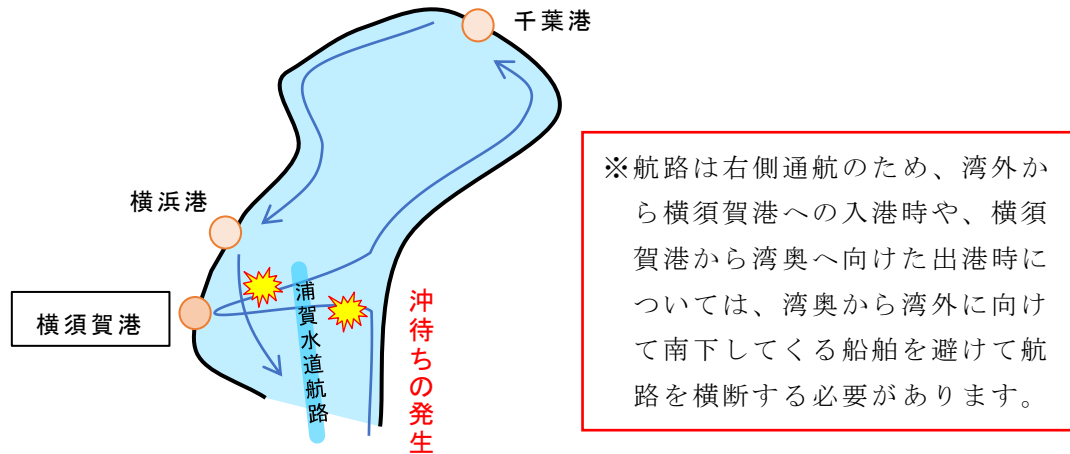 千葉港
横浜港
横須賀港
浦賀水道航路
沖待ちの発生
※航路は右側通航のため、湾外か
ら横須賀港への入港時や、横須
賀港から湾奥へ向けた出港時に
ついては、湾奥から湾外に向け
て南下してくる船舶を避けて航
路を横断する必要があります。